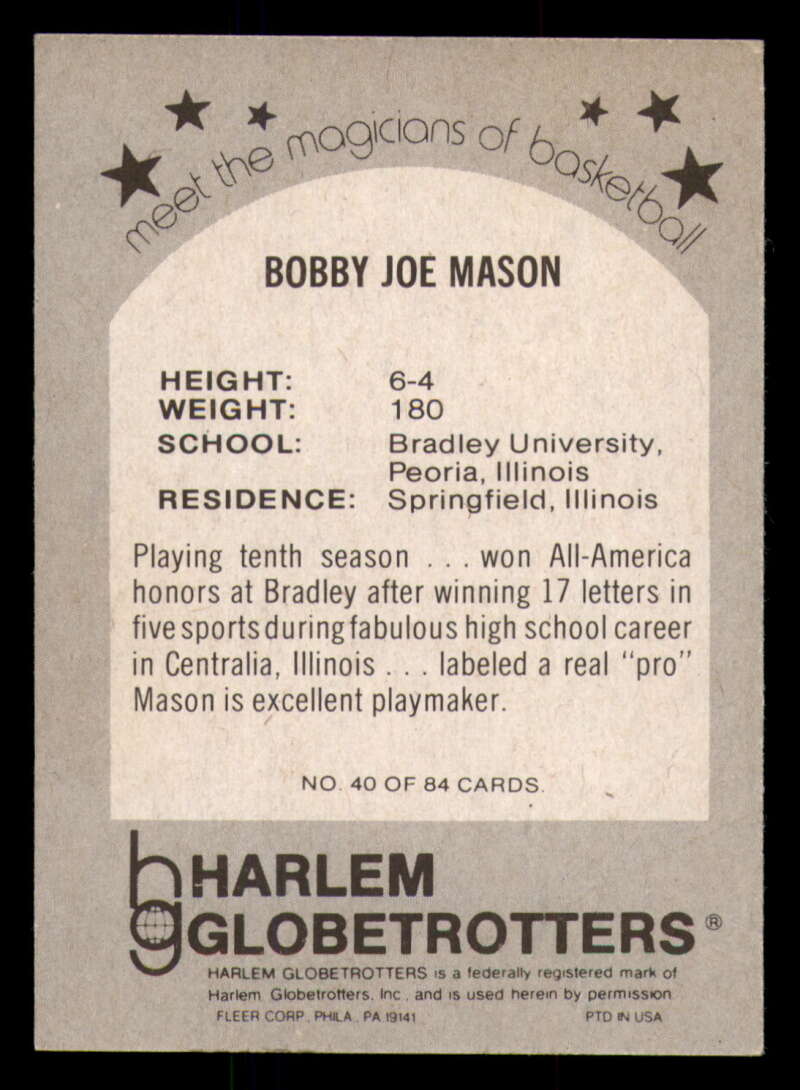 meet the magicians of basketball
BOBBY JOE MASON
HEIGHT: 6-4
WEIGHT: 180
SCHOOL: Bradley University,
Peoria, Illinois
RESIDENCE: Springfield, Illinois
Playing tenth season . . . won All-America
honors at Bradley after winning 17 letters in
five sports during fabulous high school career
in Centralia, Illinois . . . labeled a real "pro"
Mason is excellent playmaker.
NO. 40 OF 84 CARDS.
hg HARLEM
GLOBETROTTERS®
HARLEM GLOBETROTTERS is a federally registered mark of
Harlem Globetrotters, Inc., and is used herein by permission
FLEER CORP., PHILA., PA 19141 PTD IN USA